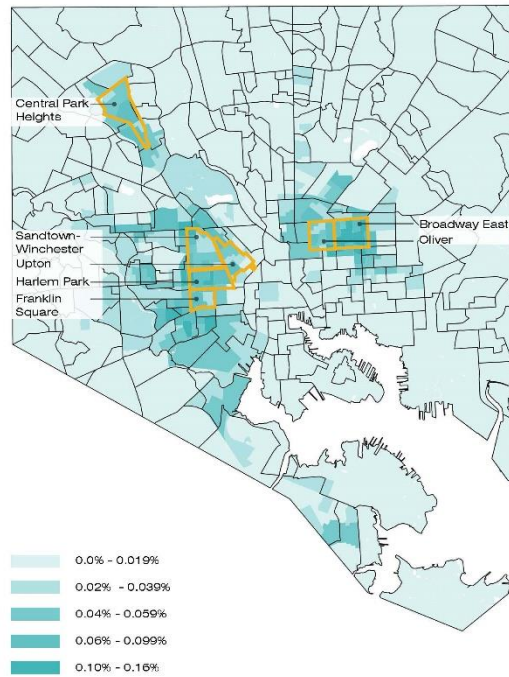 Central Park
Heights
Sandtown-
Winchester
Upton
Harlem Park
Franklin
Square
Broadway East
Oliver
0.0% - 0.019%
0.02% - 0.039%
0.04% - 0.059%
0.06% - 0.099%
0.10% - 0.16%